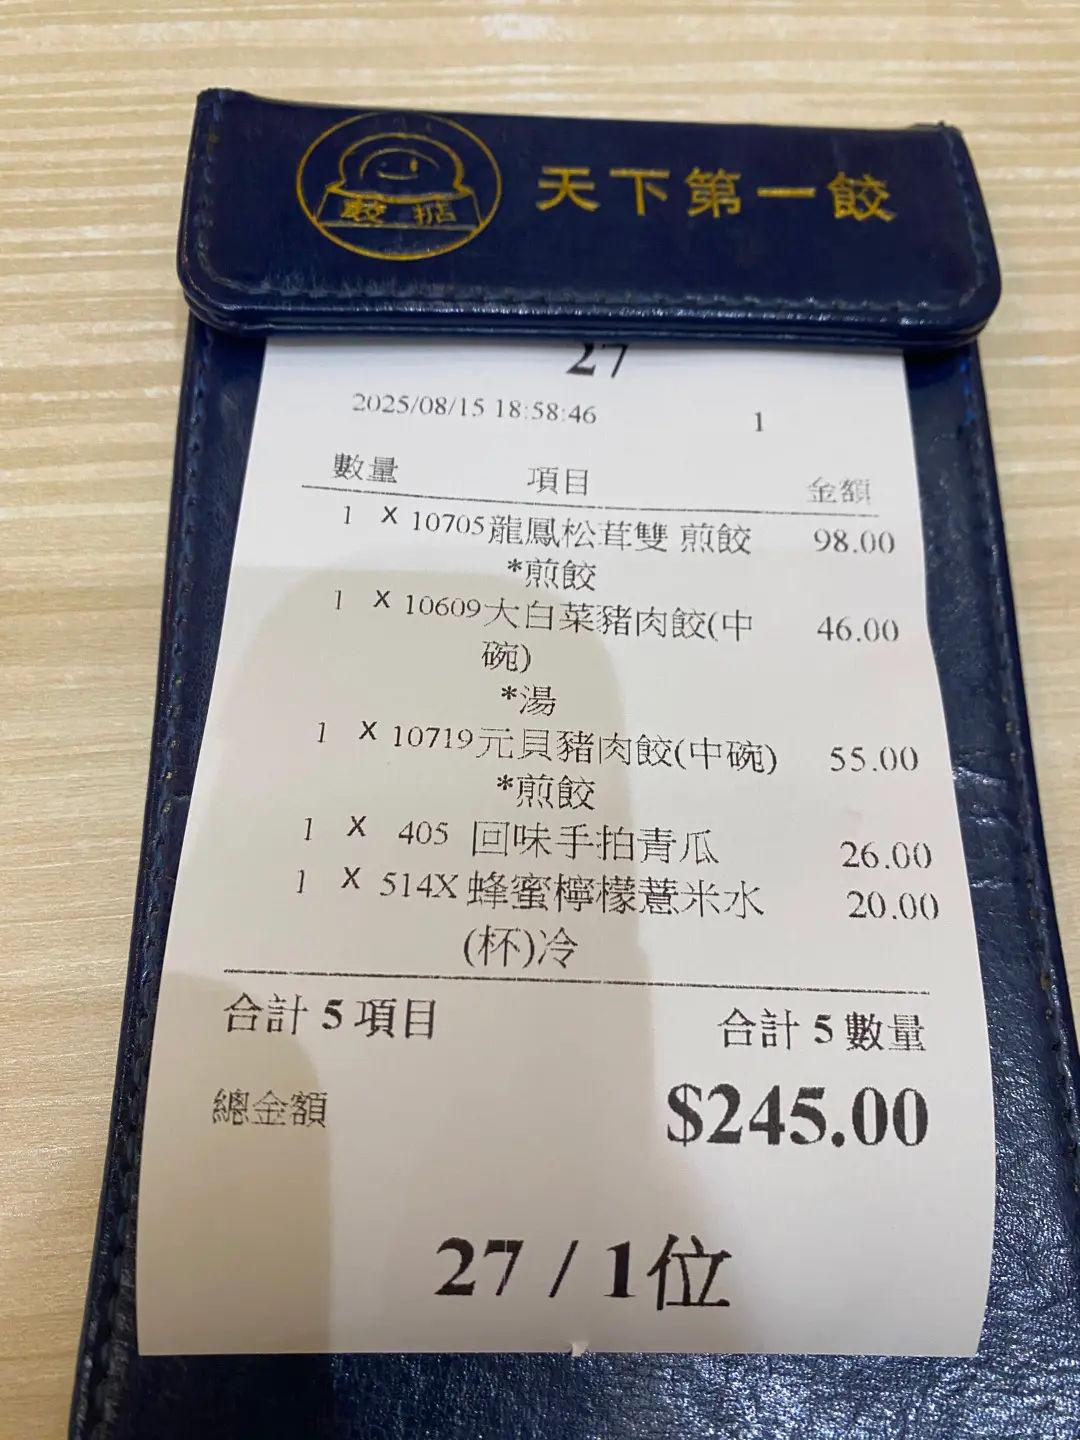 天下第一餃
27
2025/08/15 18:58:46 1
數量 項目 金額
1 X 10705龍鳳松茸雙 煎餃 98.00
*煎餃
1 X 10609大白菜豬肉餃(中 46.00
碗)
*湯
1 X 10719元貝豬肉餃(中碗) 55.00
*煎餃
1 X 405 回味手拍青瓜 26.00
1 X 514X 蜂蜜檸檬薏米水 20.00
(杯)冷
合計 5 項目 合計 5 數量
總金額 $245.00
27 / 1位